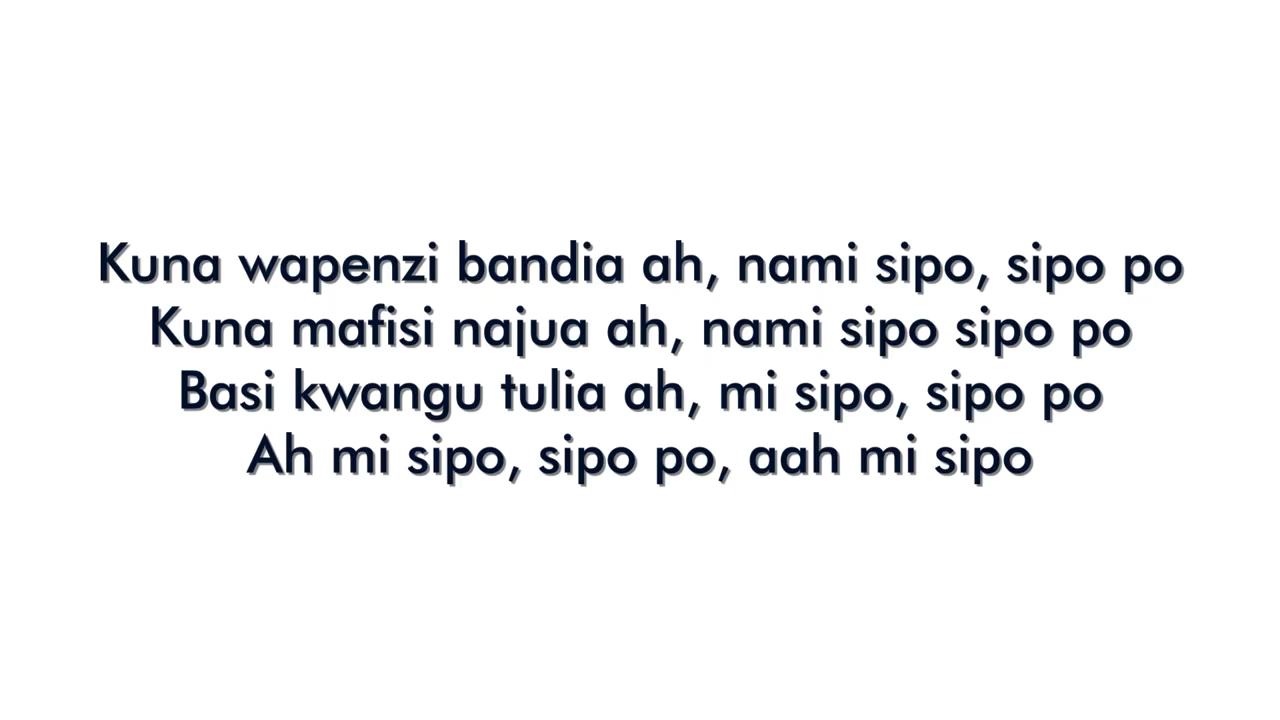 Kuna wapenzi bandia ah, nami sipo, sipo po
Kuna mafisi najua ah, nami sipo sipo po
Basi kwangu tulia ah, mi sipo, sipo po
Ah mi sipo, sipo po, aah mi sipo